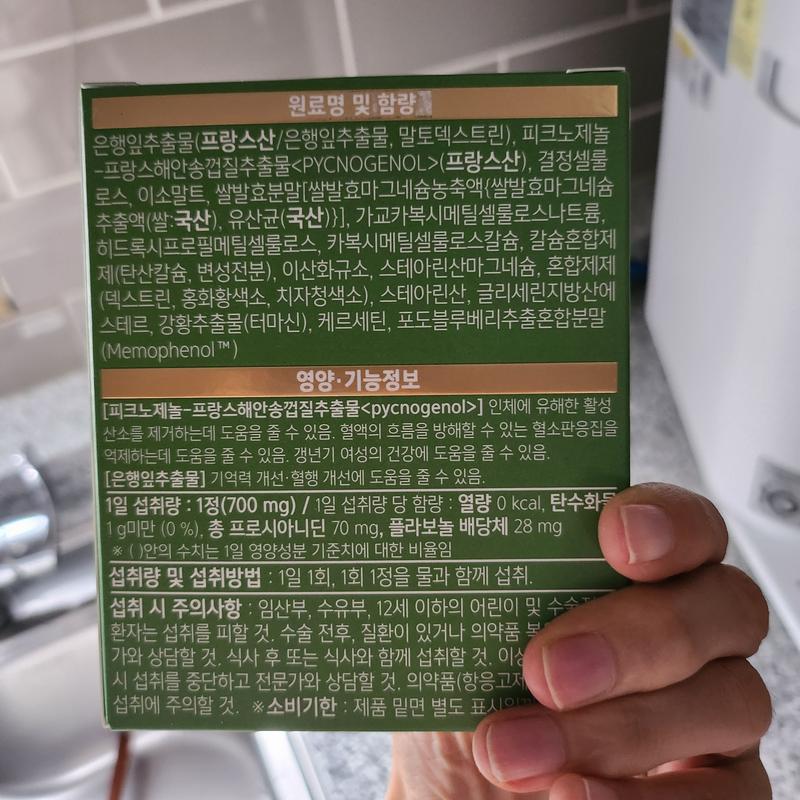 원료명 및 함량
은행잎추출물(프랑스산/은행잎추출물, 말토덱스트린), 피크노제놀
-프랑스해안송껍질추출물<PYCNOGENOL>(프랑스산), 결정셀룰
로스, 이소말트, 쌀발효분말[쌀발효마그네슘농축액{쌀발효마그네슘
추출액(쌀:국산), 유산균(국산)}], 가교카복시메틸셀룰로스나트륨,
히드록시프로필메틸셀룰로스, 카복시메틸셀룰로스칼슘, 칼슘혼합제
제(탄산칼슘, 변성전분), 이산화규소, 스테아린산마그네슘, 혼합제제
(덱스트린, 홍화황색소, 치자청색소), 스테아린산, 글리세린지방산에
스테르, 강황추출물(터마신), 케르세틴, 포도블루베리추출혼합분말
(Memophenol™)
영양·기능정보
[피크노제놀-프랑스해안송껍질추출물<pycnogenol>] 인체에 유해한 활성
산소를 제거하는데 도움을 줄 수 있음. 혈액의 흐름을 방해할 수 있는 혈소판응집을
억제하는데 도움을 줄 수 있음. 갱년기 여성의 건강에 도움을 줄 수 있음.
[은행잎추출물] 기억력 개선·혈행 개선에 도움을 줄 수 있음.
1일 섭취량 : 1정(700 mg) / 1일 섭취량 당 함량 : 열량 0 kcal, 탄수화물
1 g미만 (0 %), 총 프로시아니딘 70 mg, 플라보놀 배당체 28 mg
※ ( )안의 수치는 1일 영양성분 기준치에 대한 비율임
섭취량 및 섭취방법 : 1일 1회, 1회 1정을 물과 함께 섭취.
섭취 시 주의사항 : 임산부, 수유부, 12세 이하의 어린이 및
환자는 섭취를 피할 것. 수술 전후, 질환이 있거나 의약품
가와 상담할 것. 식사 후 또는 식사와 함께 섭취할 것.
시 섭취를 중단하고 전문가와 상담할 것. 의약품(항응고제
섭취에 주의할 것. ※소비기한 : 제품 밑면 별도